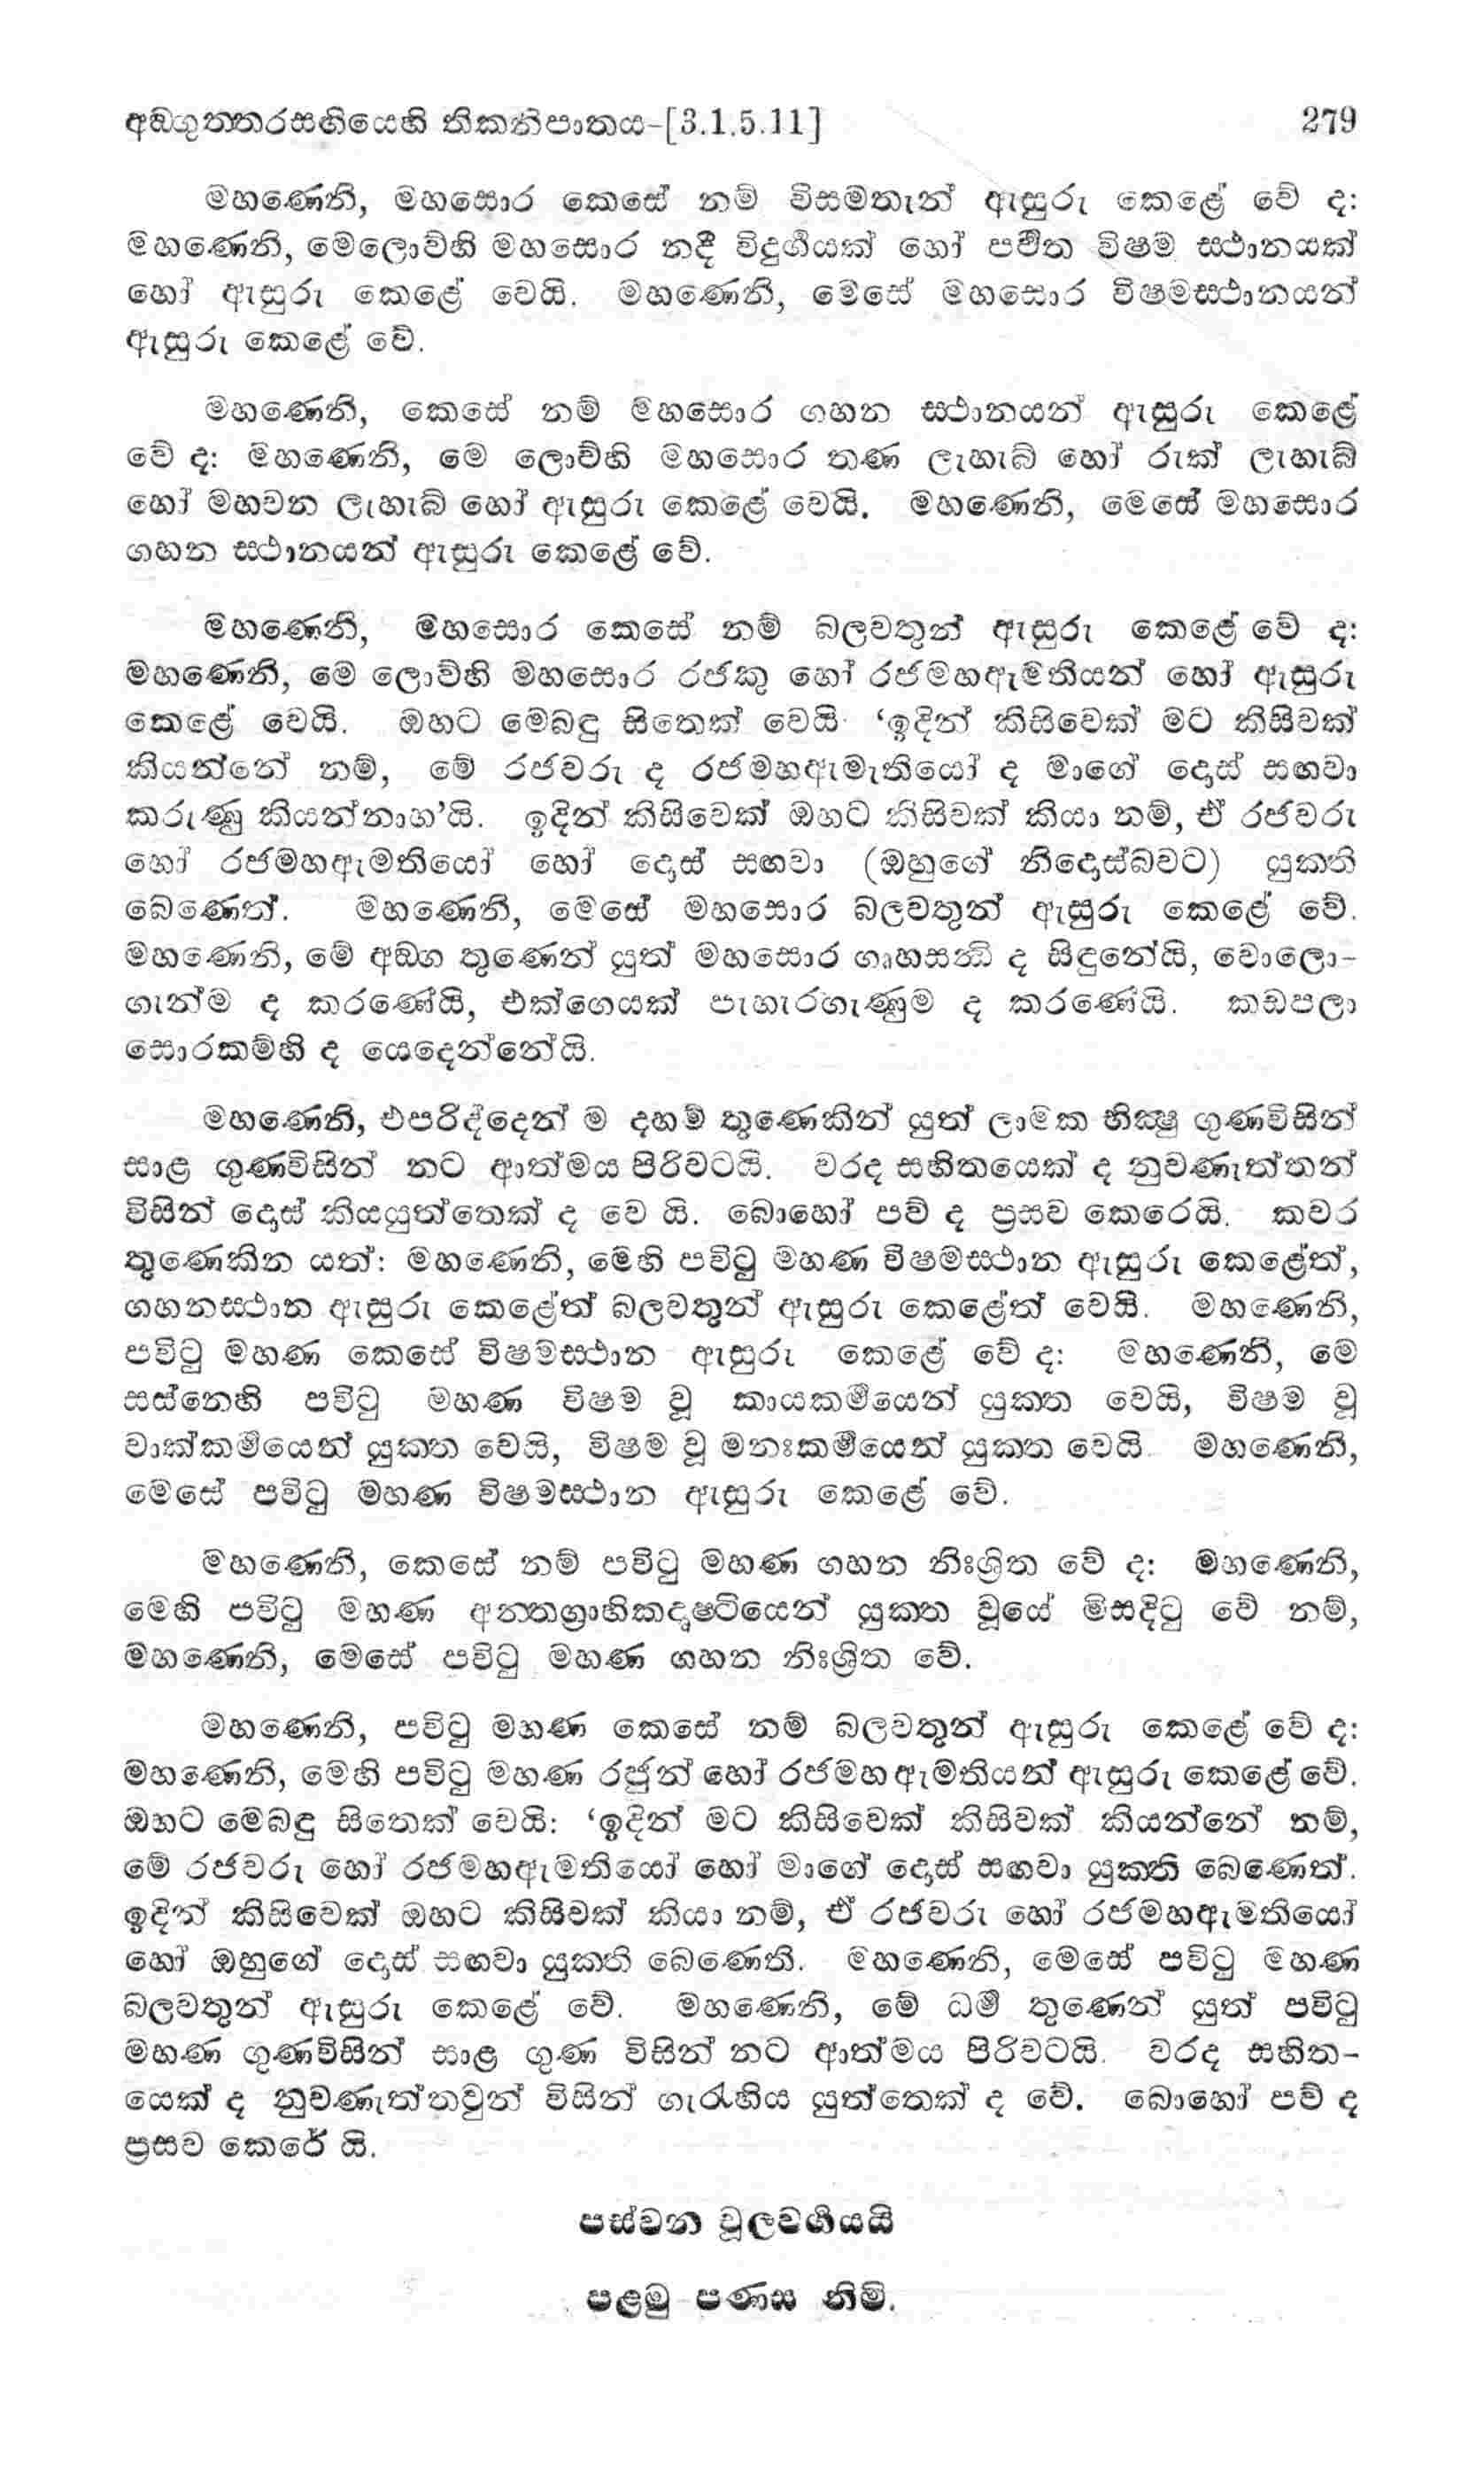 අඞ්ගුත්තරසඟියෙහි තිකනිපාතය-[3.1.5.11] 279
මහණෙනි, මහසොර කෙසේ නම් විසමතැන් ඇසුරු කෙළේ වේ ද:
මහණෙනි, මෙලොව්හි මහසොර නදී විදුර්ගයක් හෝ පර්වත විෂම ස්ථානයක්
හෝ ඇසුරු කෙළේ වෙයි. මහණෙනි, මෙසේ මහසොර විෂමස්ථානයන්
ඇසුරු කෙළේ වේ.
මහණෙනි, කෙසේ නම් මහසොර ගහන ස්ථානයන් ඇසුරු කෙළේ
වේ ද: මහණෙනි, මෙ ලොව්හි මහසොර තණ ලැහැබ් හෝ රුක් ලැහැබ්
හෝ මහවන ලැහැබ් හෝ ඇසුරු කෙළේ වෙයි. මහණෙනි, මෙසේ මහසොර
ගහන ස්ථානයන් ඇසුරු කෙළේ වේ.
මහණෙනි, මහසොර කෙසේ නම් බලවතුන් ඇසුරු කෙළේ වේ ද:
මහණෙනි, මෙ ලොව්හි මහසොර රජකු හෝ රජමහඇමතියන් හෝ ඇසුරු
කෙළේ වෙයි. ඔහට මෙබඳු සිතෙක් වෙයි ‘ඉදින් කිසිවෙක් මට කිසිවක්
කියන්නේ නම්, මේ රජවරු ද රජමහඇමැතියෝ ද මාගේ දොස් සඟවා
කරුණු කියන්නාහ’යි. ඉදින් කිසිවෙක් ඔහට කිසිවක් කියා නම්, ඒ රජවරු
හෝ රජමහඇමතියෝ හෝ දොස් සඟවා (ඔහුගේ නිදොස්බවට) යුක්ති
බෙණෙත්. මහණෙනි, මෙසේ මහසොර බලවතුන් ඇසුරු කෙළේ වේ.
මහණෙනි, මේ අඞ්ග තුණෙන් යුත් මහසොර ගෘහසන්ධි ද සිඳුනේයි, වොලො-
ගැන්ම ද කරණේයි, එක්ගෙයක් පැහැරගැණුම ද කරණේයි. කඩපලා
සොරකම්හි ද යෙදෙන්නේයි.
මහණෙනි, එපරිද්දෙන් ම දහම් තුණෙකින් යුත් ලාමක භික්ෂු ගුණවිසින්
සාළ ගුණවිසින් නට ආත්මය පිරිවටයි. වරද සහිතයෙක් ද නුවණැත්තන්
විසින් දොස් කියයුත්තෙක් ද වෙ යි. බොහෝ පව් ද ප්‍රසව කෙරෙයි. කවර
තුණෙකින යත්: මහණෙනි, මෙහි පවිටු මහණ විෂමස්ථාන ඇසුරු කෙළේත්,
ගහනස්ථාන ඇසුරු කෙළේත් බලවතුන් ඇසුරු කෙළේත් වෙයි. මහණෙනි,
පවිටු මහණ කෙසේ විෂමස්ථාන ඇසුරු කෙළේ වේ ද: මහණෙනි, මෙ
සස්නෙහි පවිටු මහණ විෂම වූ කායකර්මයෙන් යුක්ත වෙයි, විෂම වූ
වාක්කර්මයෙන් යුක්ත වෙයි, විෂම වූ මනඃකර්මයෙන් යුක්ත වෙයි. මහණෙනි,
මෙසේ පවිටු මහණ විෂමස්ථාන ඇසුරු කෙළේ වේ.
මහණෙනි, කෙසේ නම් පවිටු මහණ ගහන නිඃශ්‍රිත වේ ද: මහණෙනි,
මෙහි පවිටු මහණ අන්තග්‍රාහිකදෘෂ්ටියෙන් යුක්ත වූයේ මිසදිටු වේ නම්,
මහණෙනි, මෙසේ පවිටු මහණ ගහන නිඃශ්‍රිත වේ.
මහණෙනි, පවිටු මහණ කෙසේ නම් බලවතුන් ඇසුරු කෙළේ වේ ද:
මහණෙනි, මෙහි පවිටු මහණ රජුන් හෝ රජමහඇමතියන් ඇසුරු කෙළේ වේ.
ඔහට මෙබඳු සිතෙක් වෙයි: ‘ඉදින් මට කිසිවෙක් කිසිවක් කියන්නේ නම්,
මේ රජවරු හෝ රජමහඇමතියෝ හෝ මාගේ දොස් සඟවා යුක්ති බෙණෙත්.
ඉදින් කිසිවෙක් ඔහට කිසිවක් කියා නම්, ඒ රජවරු හෝ රජමහඇමතියෝ
හෝ ඔහුගේ දොස් සඟවා යුක්ති බෙණෙති. මහණෙනි, මෙසේ පවිටු මහණ
බලවතුන් ඇසුරු කෙළේ වේ. මහණෙනි, මේ ධර්ම තුණෙන් යුත් පවිටු
මහණ ගුණවිසින් සාළ ගුණ විසින් නට ආත්මය පිරිවටයි. වරද සහිත-
යෙක් ද නුවණැත්තවුන් විසින් ගැරහිය යුත්තෙක් ද වේ. බොහෝ පව් ද
ප්‍රසව කෙරේ යි.
පස්වන චූලවර්ගයයි
පළමු පණස නිමි.